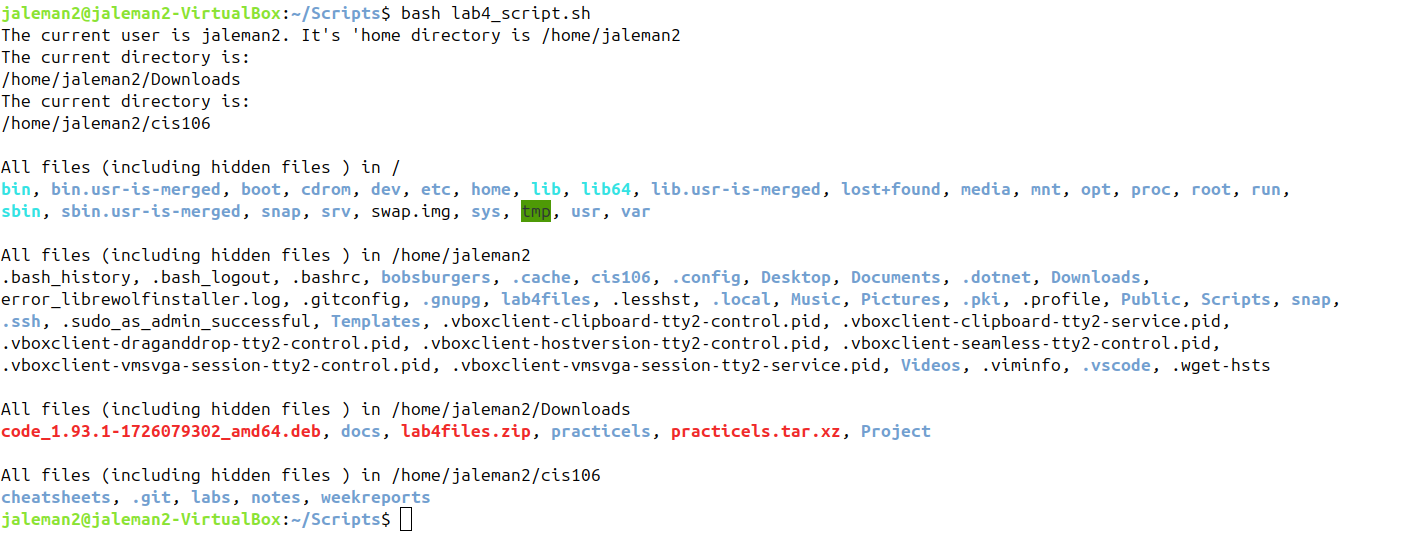 jaleman2@jaleman2-VirtualBox:~/Scripts$ bash lab4_script.sh
The current user is jaleman2. It's 'home directory is /home/jaleman2
The current directory is:
/home/jaleman2/Downloads
The current directory is:
/home/jaleman2/cis106
All files (including hidden files ) in /
bin, bin.usr-is-merged, boot, cdrom, dev, etc, home, lib, lib64, lib.usr-is-merged, lost+found, media, mnt, opt, proc, root, run,
sbin, sbin.usr-is-merged, snap, srv, swap.img, sys, tmp, usr, var
All files (including hidden files ) in /home/jaleman2
.bash_history, .bash_logout, .bashrc, bobsburgers, .cache, cis106, .config, Desktop, Documents, .dotnet, Downloads,
error_librewolfinstaller.log, .gitconfig, .gnupg, lab4files, .lesshst, .local, Music, Pictures, .pki, .profile, Public, Scripts, snap,
.ssh, .sudo_as_admin_successful, Templates, .vboxclient-clipboard-tty2-control.pid, .vboxclient-clipboard-tty2-service.pid,
.vboxclient-draganddrop-tty2-control.pid, .vboxclient-hostversion-tty2-control.pid, .vboxclient-seamless-tty2-control.pid,
.vboxclient-vmsvga-session-tty2-control.pid, .vboxclient-vmsvga-session-tty2-service.pid, Videos, .viminfo, .vscode, .wget-hsts
All files (including hidden files ) in /home/jaleman2/Downloads
code_1.93.1-1726079302_amd64.deb, docs, lab4files.zip, practicels, practicels.tar.xz, Project
All files (including hidden files ) in /home/jaleman2/cis106
cheatsheets, .git, labs, notes, weekreports
jaleman2@jaleman2-VirtualBox:~/Scripts$